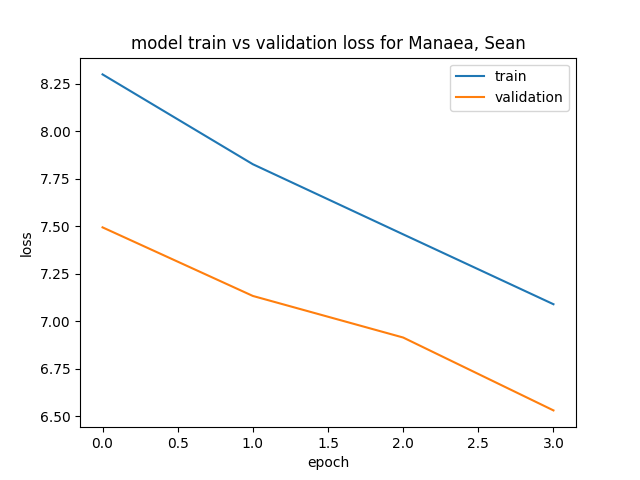 model train vs validation loss for Manaea, Sean
train
validation
8.25
8.00
7.75
7.50
7.25
7.00
6.75
6.50
loss
0.0 0.5 1.0 1.5 2.0 2.5 3.0
epoch